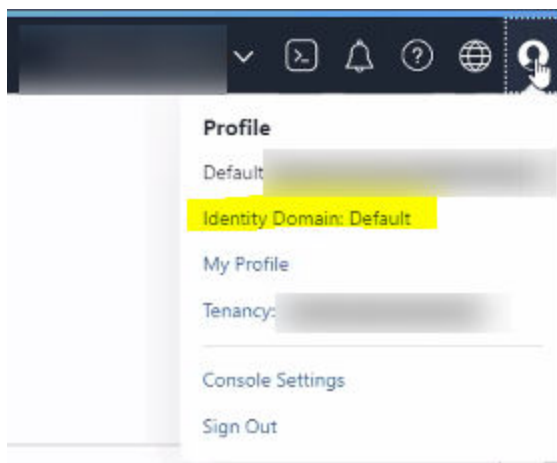 Profile
Default
Identity Domain: Default
My Profile
Tenancy:
Console Settings
Sign Out